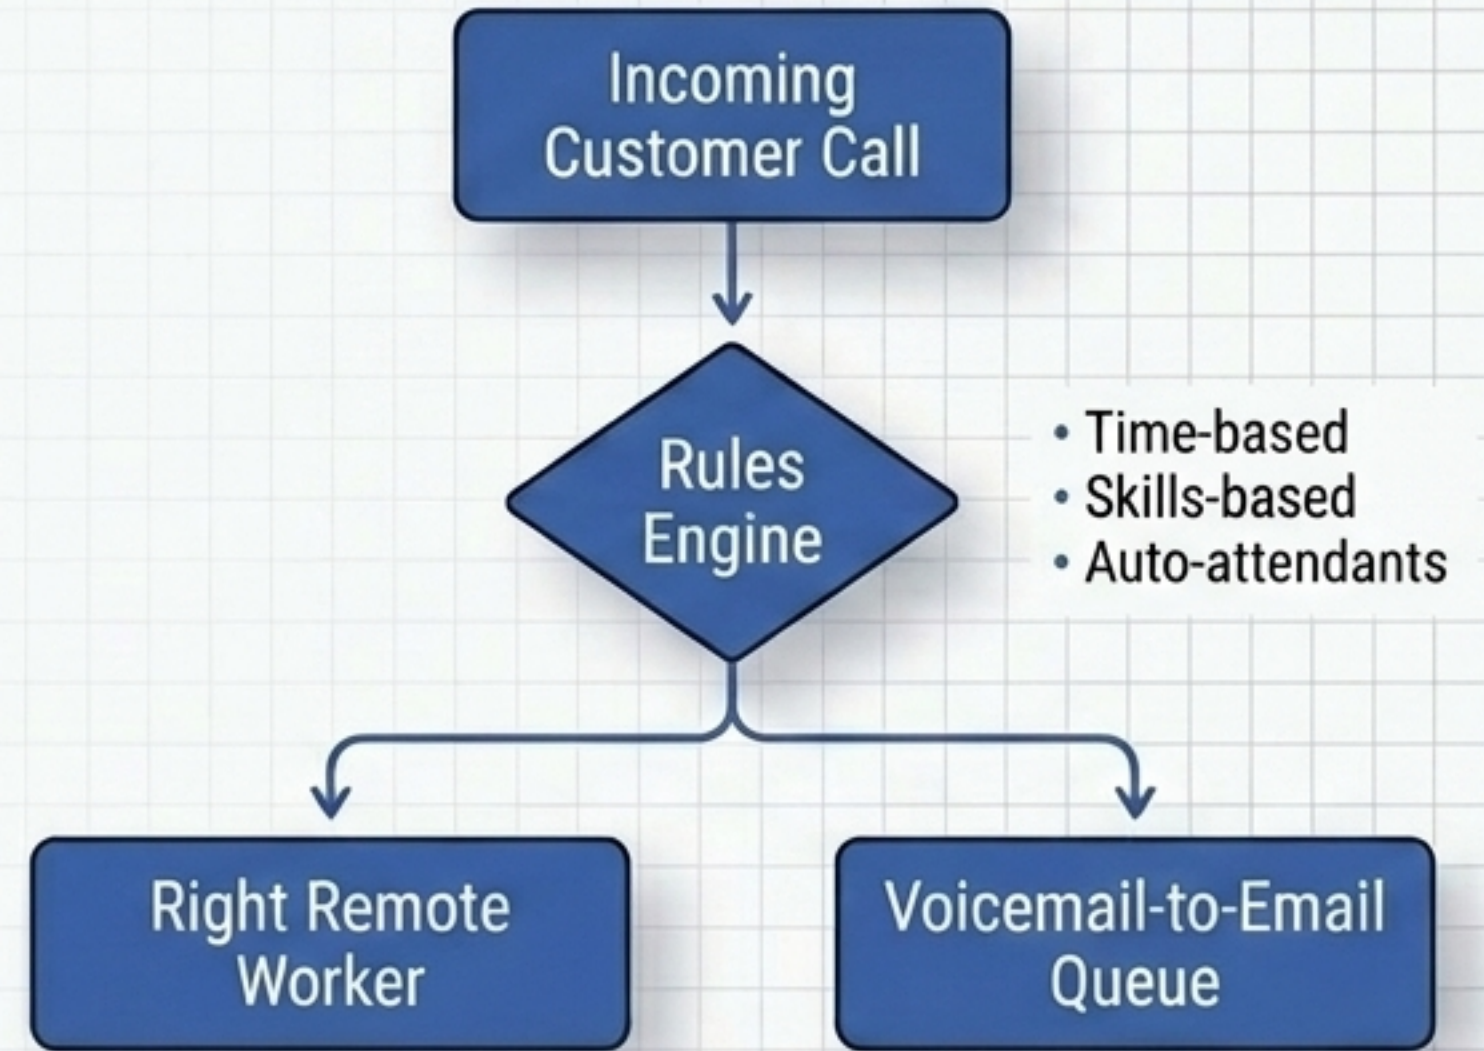 Incoming
Customer Call
Rules
Engine
• Time-based
• Skills-based
• Auto-attendants
Right Remote
Worker
Voicemail-to-Email
Queue